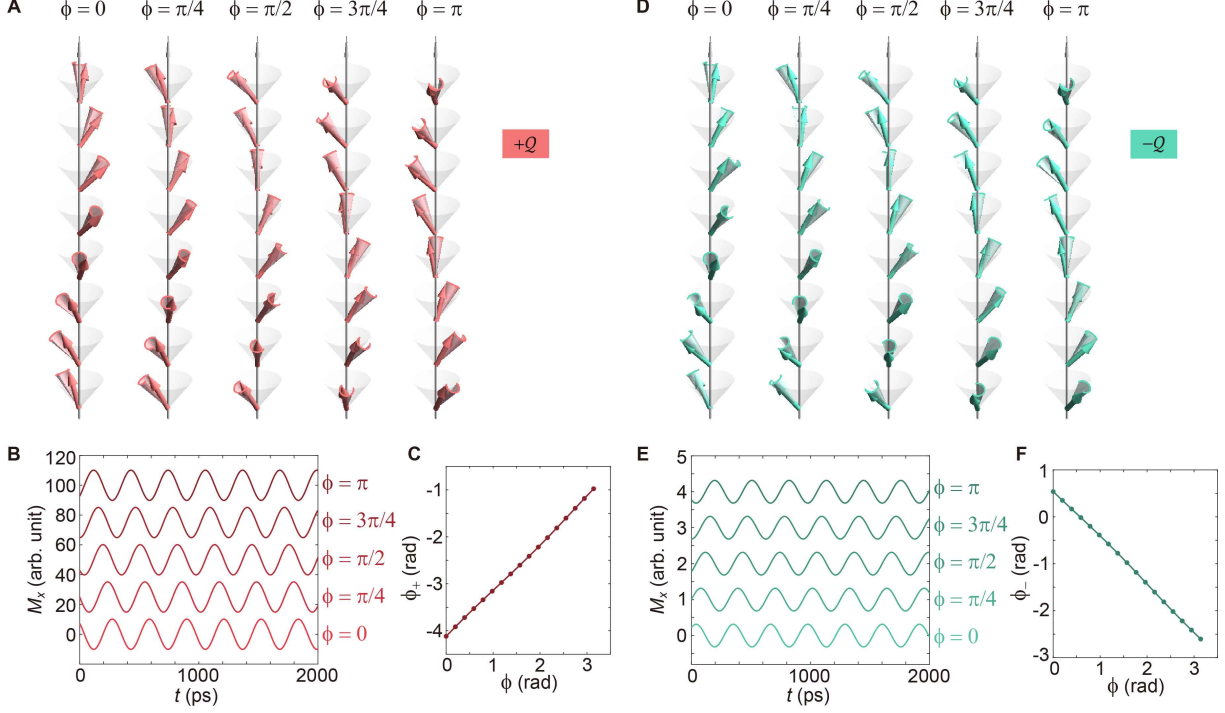 A
ϕ = 0 ϕ = π/4 ϕ = π/2 ϕ = 3π/4 ϕ = π
+Q
B
M_x (arb. unit)
120
100
80
60
40
20
0
ϕ = π
ϕ = 3π/4
ϕ = π/2
ϕ = π/4
ϕ = 0
0 1000 2000
t (ps)
C
ϕ₊ (rad)
-1
-2
-3
-4
0 1 2 3
ϕ (rad)
D
ϕ = 0 ϕ = π/4 ϕ = π/2 ϕ = 3π/4 ϕ = π
−Q
E
M_x (arb. unit)
5
4
3
2
1
0
ϕ = π
ϕ = 3π/4
ϕ = π/2
ϕ = π/4
ϕ = 0
0 1000 2000
t (ps)
F
ϕ₋ (rad)
1
0
-1
-2
-3
0 1 2 3
ϕ (rad)